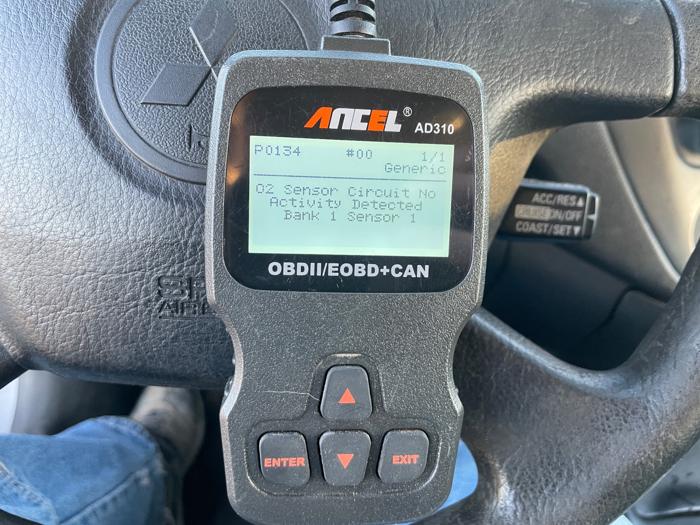 ANCEL®
AD310
P0134 #00 1/1
Generic
O2 Sensor Circuit No
Activity Detected
Bank 1 Sensor 1
OBDII/EOBD+CAN
ACC/RES▲
ON/OFF
COAST/SET▼
ENTER
EXIT